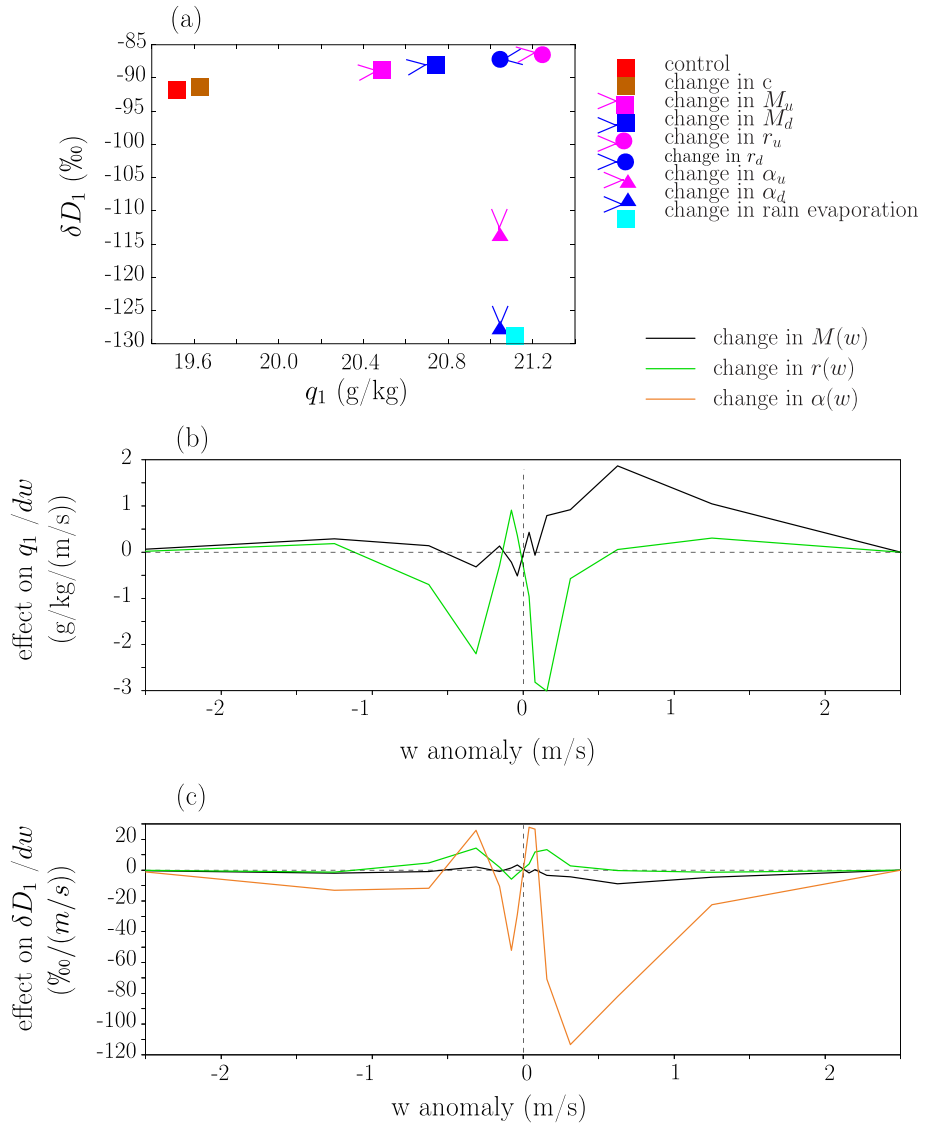 (a)
-85
-90
-95
-100
-105
-110
-115
-120
-125
-130
δD₁ (‰)
19.6
20.0
20.4
20.8
21.2
q₁ (g/kg)
control
change in c
change in Mᵤ
change in M_d
change in rᵤ
change in r_d
change in αᵤ
change in α_d
change in rain evaporation
change in M(w)
change in r(w)
change in α(w)
(b)
2
1
0
-1
-2
-3
effect on q₁ /dw
(g/kg/(m/s))
-2
-1
0
1
2
w anomaly (m/s)
(c)
20
0
-20
-40
-60
-80
-100
-120
effect on δD₁ /dw
(‰/(m/s)
-2
-1
0
1
2
w anomaly (m/s)